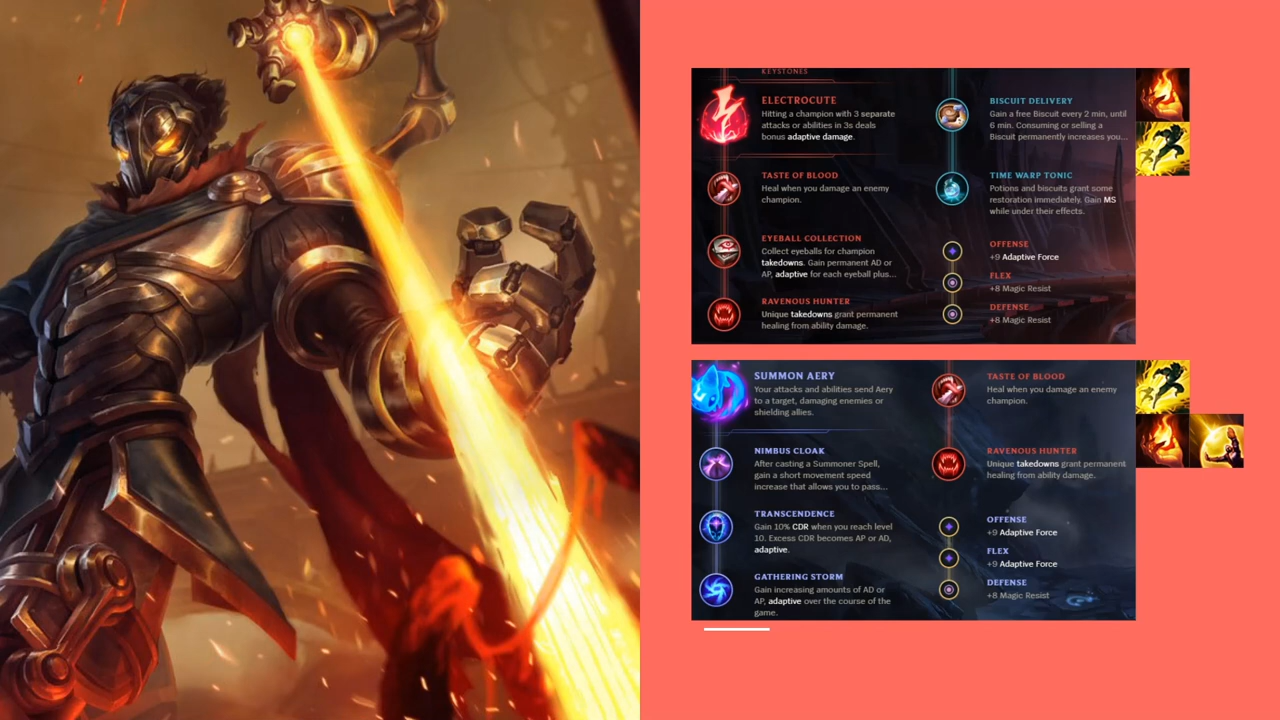 KEYSTONES
ELECTROCUTE
Hitting a champion with 3 separate
attacks or abilities in 3s deals
bonus adaptive damage.
TASTE OF BLOOD
Heal when you damage an enemy
champion.
EYEBALL COLLECTION
Collect eyeballs for champion
takedowns. Gain permanent AD or
AP, adaptive for each eyeball plus...
RAVENOUS HUNTER
Unique takedowns grant permanent
healing from ability damage.
BISCUIT DELIVERY
Gain a free Biscuit every 2 min, until
6 min. Consuming or selling a
Biscuit permanently increases you...
TIME WARP TONIC
Potions and biscuits grant some
restoration immediately. Gain MS
while under their effects.
OFFENSE
+9 Adaptive Force
FLEX
+8 Magic Resist
DEFENSE
+8 Magic Resist
SUMMON AERY
Your attacks and abilities send Aery
to a target, damaging enemies or
shielding allies.
NIMBUS CLOAK
After casting a Summoner Spell,
gain a short movement speed
increase that allows you to pass...
TRANSCENDENCE
Gain 10% CDR when you reach level
10. Excess CDR becomes AP or AD,
adaptive.
GATHERING STORM
Gain increasing amounts of AD or
AP, adaptive over the course of the
game.
TASTE OF BLOOD
Heal when you damage an enemy
champion.
RAVENOUS HUNTER
Unique takedowns grant permanent
healing from ability damage.
OFFENSE
+9 Adaptive Force
FLEX
+9 Adaptive Force
DEFENSE
+8 Magic Resist